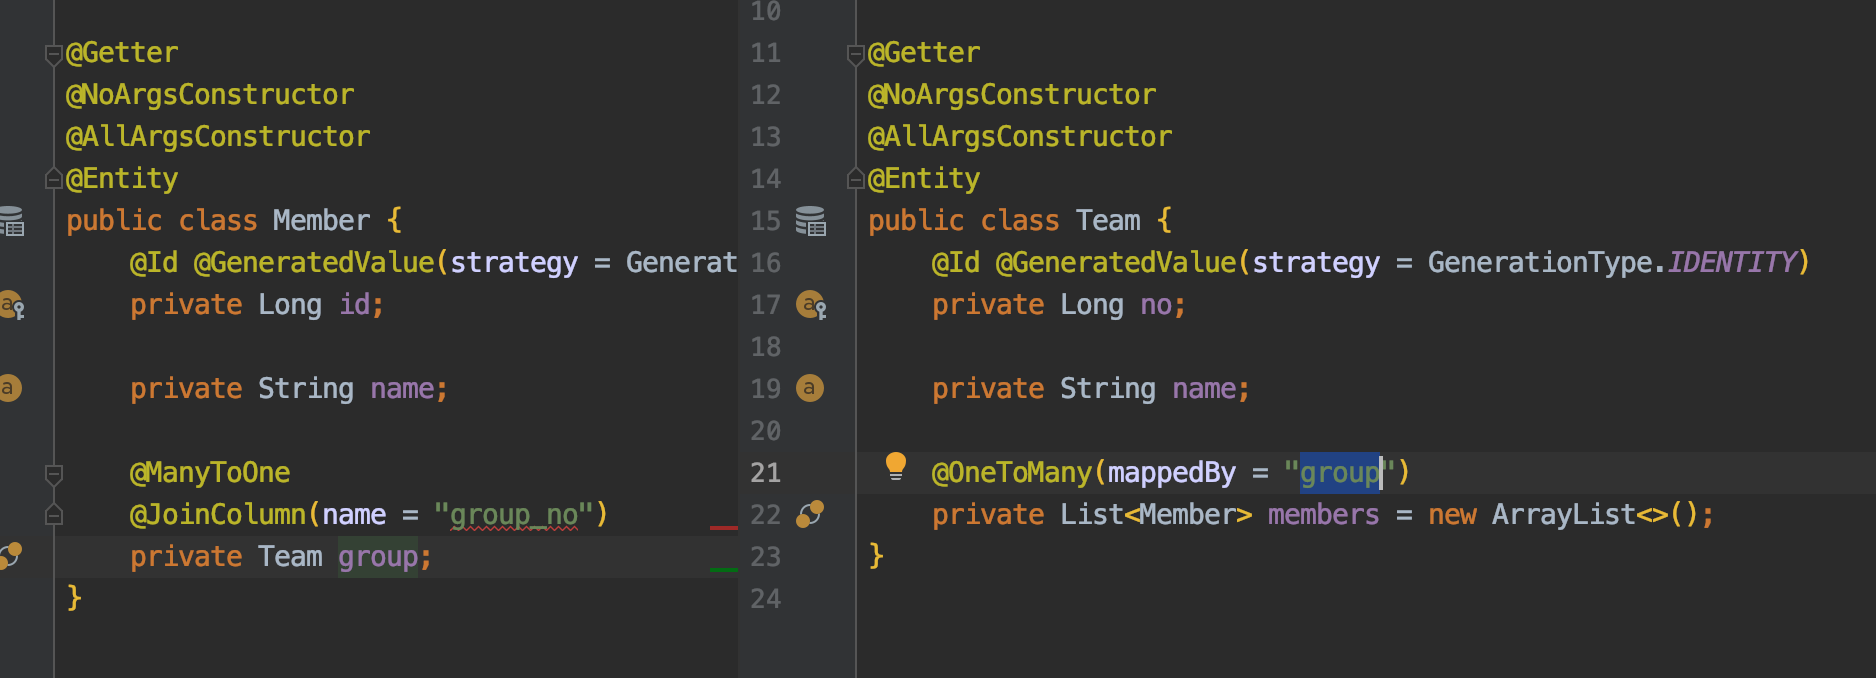 @Getter
@NoArgsConstructor
@AllArgsConstructor
@Entity
public class Member {
@Id @GeneratedValue(strategy = Generat
private Long id;
private String name;
@ManyToOne
@JoinColumn(name = "group_no")
private Team group;
}
10
11 @Getter
12 @NoArgsConstructor
13 @AllArgsConstructor
14 @Entity
15 public class Team {
16 @Id @GeneratedValue(strategy = GenerationType.IDENTITY)
17 private Long no;
18
19 private String name;
20
21 @OneToMany(mappedBy = "group")
22 private List<Member> members = new ArrayList<>();
23 }
24